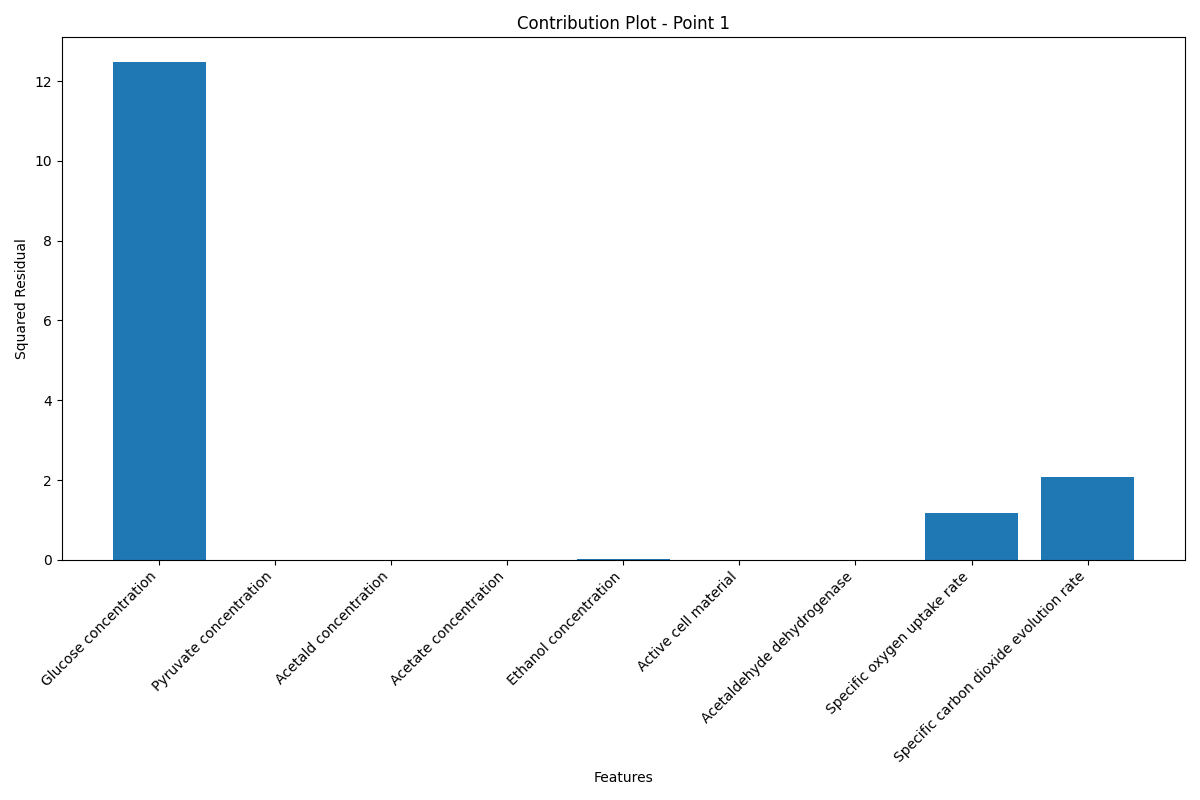 Contribution Plot - Point 1
Squared Residual
12
10
8
6
4
2
0
Glucose concentration
Pyruvate concentration
Acetald concentration
Acetate concentration
Ethanol concentration
Active cell material
Acetaldehyde dehydrogenase
Specific oxygen uptake rate
Specific carbon dioxide evolution rate
Features